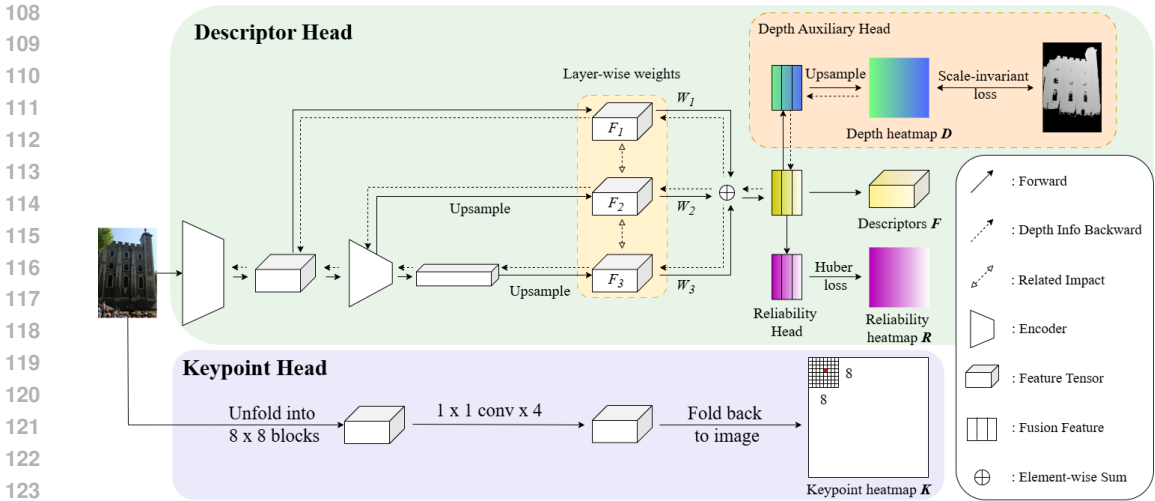 108
109
110
111
112
113
114
115
116
117
118
119
120
121
122
123
Descriptor Head
Layer-wise weights
F1
F2
F3
W1
W2
W3
Upsample
Upsample
Depth Auxiliary Head
Upsample
Scale-invariant
loss
Depth heatmap D
Descriptors F
Huber
loss
Reliability
Head
Reliability
heatmap R
Keypoint Head
Unfold into
8 x 8 blocks
1 x 1 conv x 4
Fold back
to image
8
8
Keypoint heatmap K
: Forward
: Depth Info Backward
: Related Impact
: Encoder
: Feature Tensor
: Fusion Feature
: Element-wise Sum